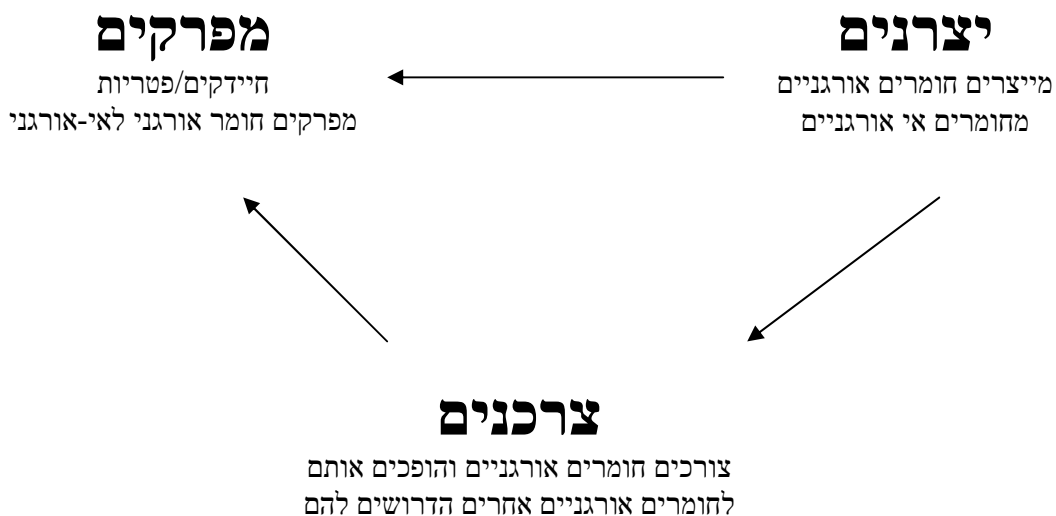 יצרנים
מייצרים חומרים אורגניים
מחומרים אי אורגניים
מפרקים
חיידקים/פטריות
מפרקים חומר אורגני לאי-אורגני
צרכנים
צורכים חומרים אורגניים והופכים אותם
לחומרים אורגניים אחרים הדרושים להם